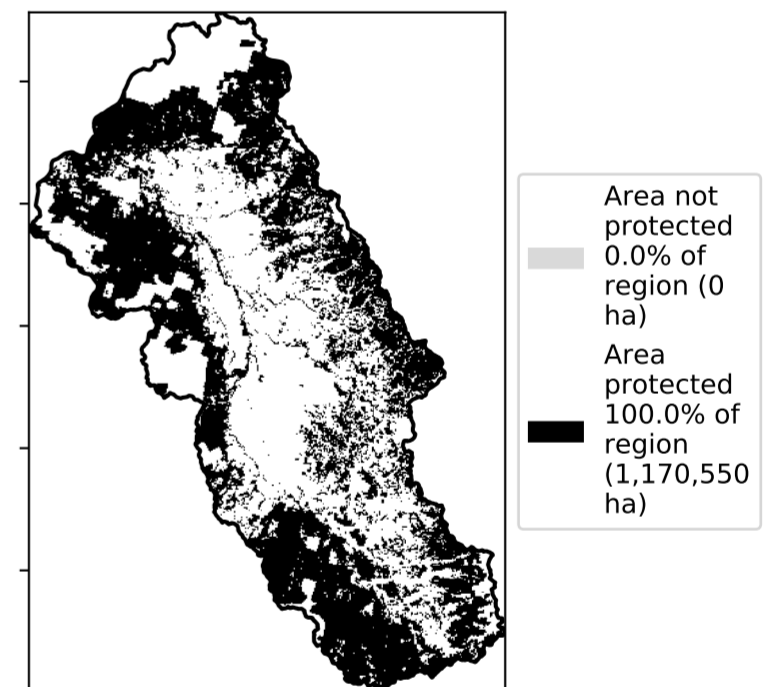 Area not
protected
0.0% of
region (0
ha)
Area
protected
100.0% of
region
(1,170,550
ha)